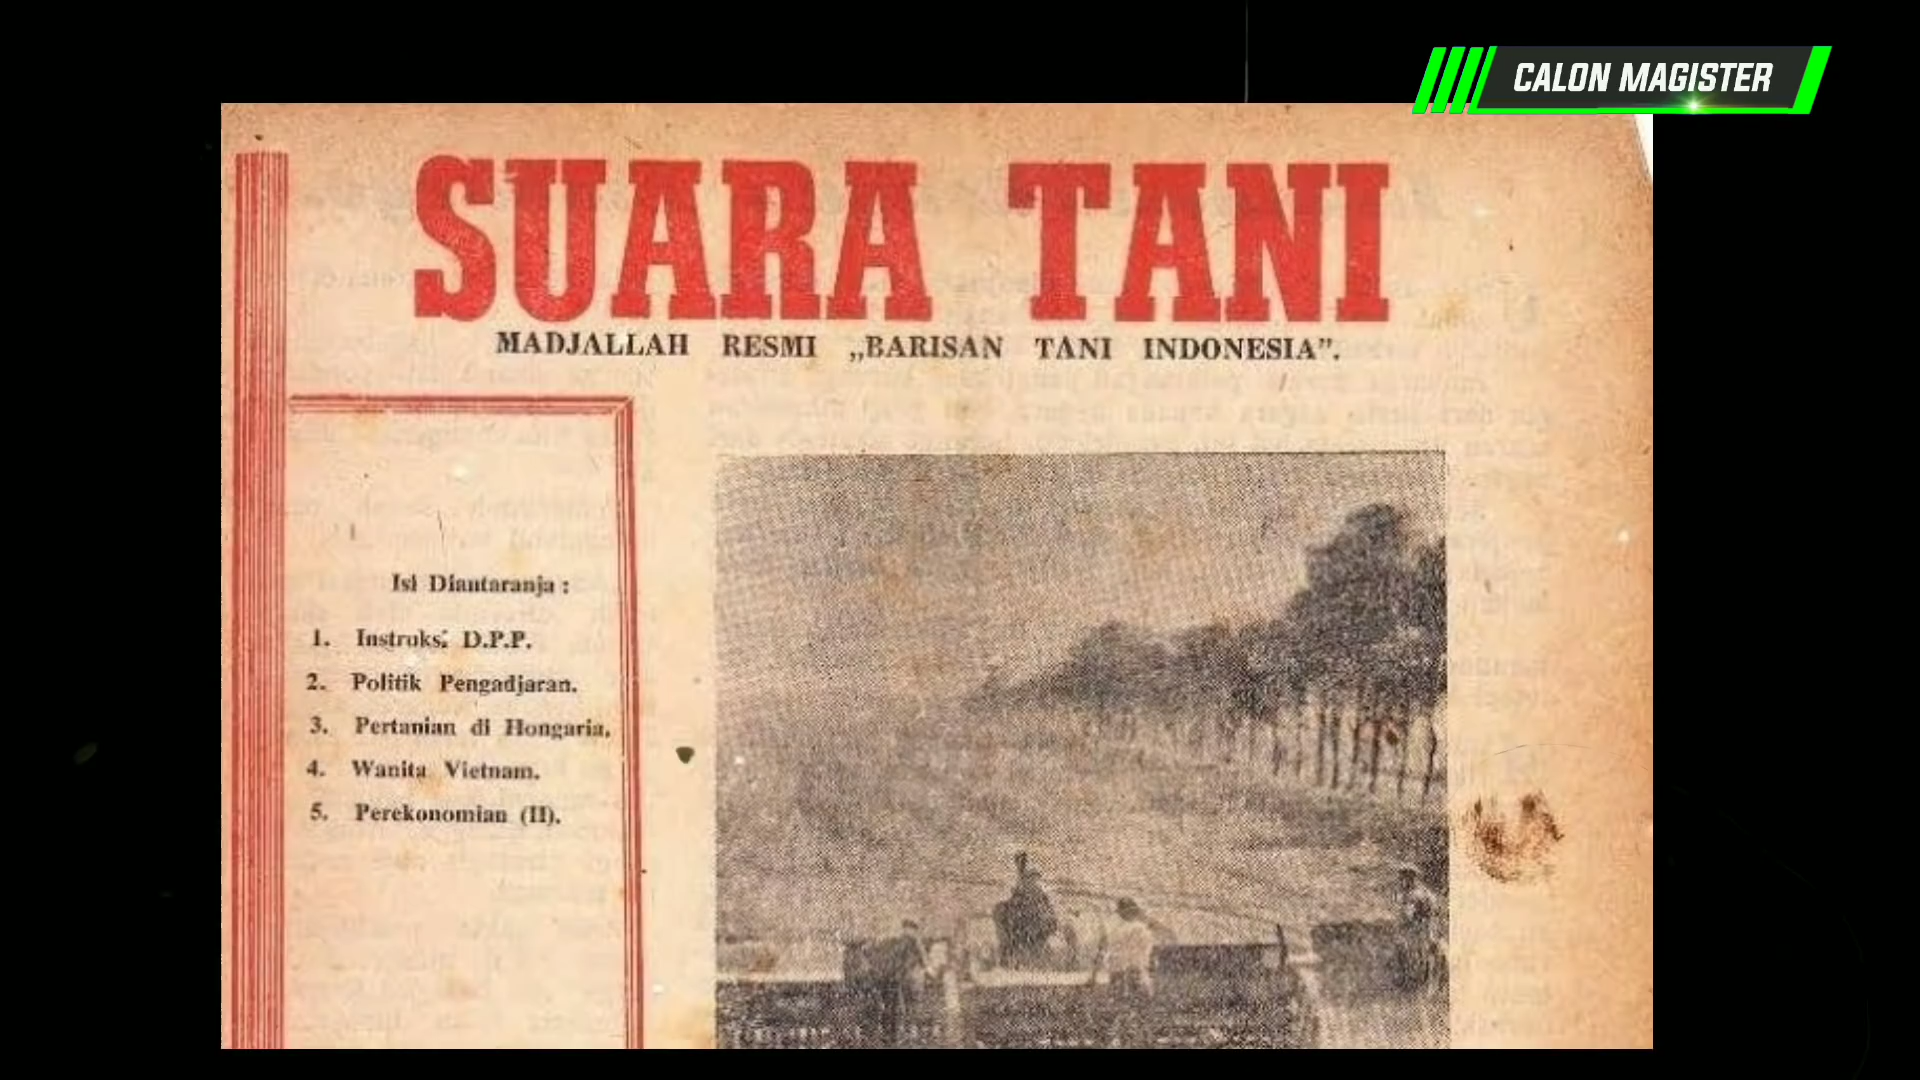 CALON MAGISTER
SUARA TANI
MADJALLAH RESMI „BARISAN TANI INDONESIA”.
Isi Diantaranja :
1. Instruksi D.P.P.
2. Politik Pengadjaran.
3. Pertanian di Hongaria.
4. Wanita Vietnam.
5. Perekonomian (II).